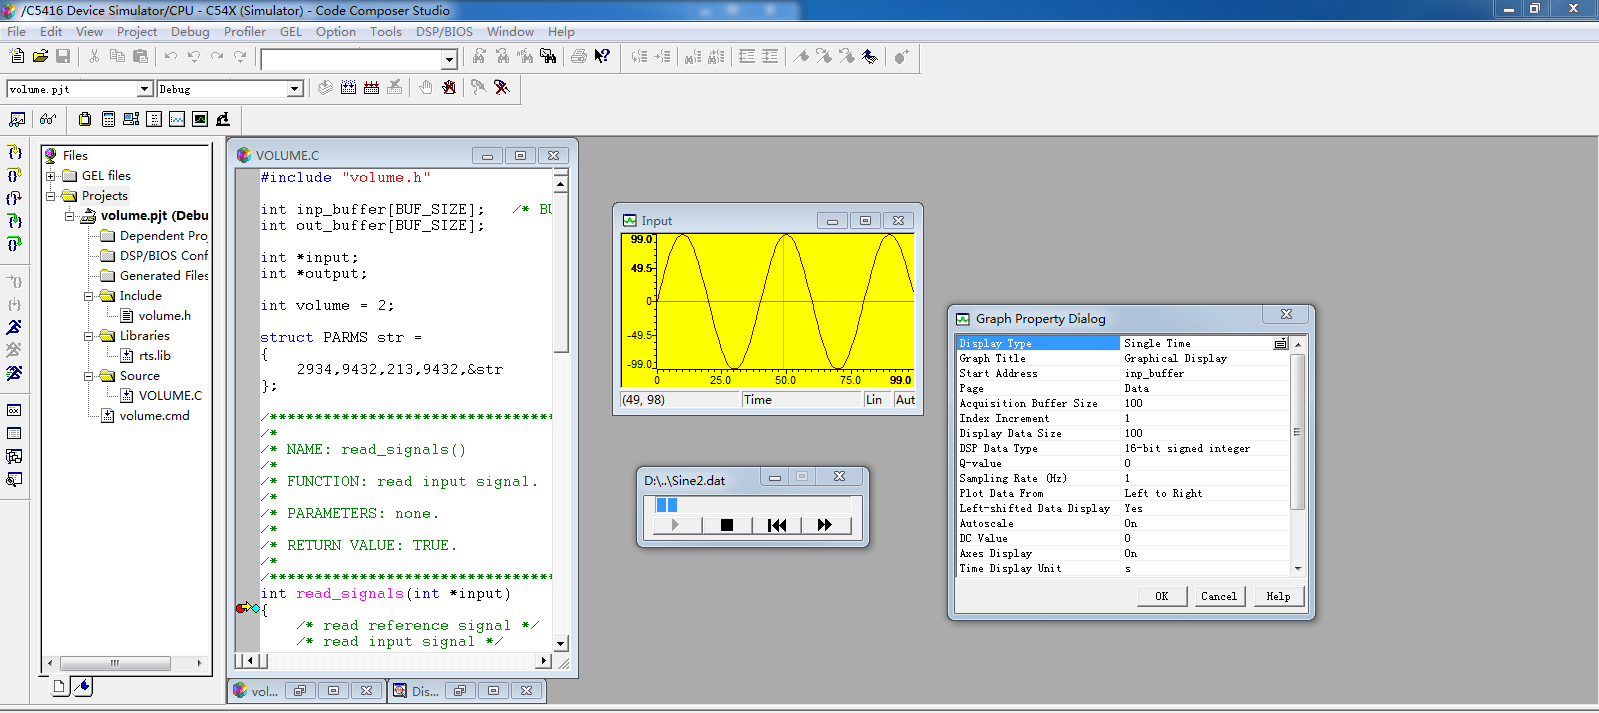 /C5416 Device Simulator/CPU - C54X (Simulator) - Code Composer Studio
File Edit View Project Debug Profiler GEL Option Tools DSP/BIOS Window Help
volume.pjt Debug
Files
GEL files
Projects
volume.pjt (Debu
Dependent Proj
DSP/BIOS Conf
Generated Files
Include
volume.h
Libraries
rts.lib
Source
VOLUME.C
volume.cmd
VOLUME.C
#include "volume.h"
int inp_buffer[BUF_SIZE]; /* BU
int out_buffer[BUF_SIZE];
int *input;
int *output;
int volume = 2;
struct PARMS str =
{
2934,9432,213,9432,&str
};
/********************************
/*
/* NAME: read_signals()
/*
/* FUNCTION: read input signal.
/*
/* PARAMETERS: none.
/*
/* RETURN VALUE: TRUE.
/*
/********************************
int read_signals(int *input)
{
/* read reference signal */
/* read input signal */
vol...
Dis...
Input
99.0
49.5
0
-49.5
-99.0
0 25.0 50.0 75.0 99.0
(49, 98) Time Lin Aut
D:\..\Sine2.dat
Graph Property Dialog
Display Type Single Time
Graph Title Graphical Display
Start Address inp_buffer
Page Data
Acquisition Buffer Size 100
Index Increment 1
Display Data Size 100
DSP Data Type 16-bit signed integer
Q-value 0
Sampling Rate (Hz) 1
Plot Data From Left to Right
Left-shifted Data Display Yes
Autoscale On
DC Value 0
Axes Display On
Time Display Unit s
OK Cancel Help